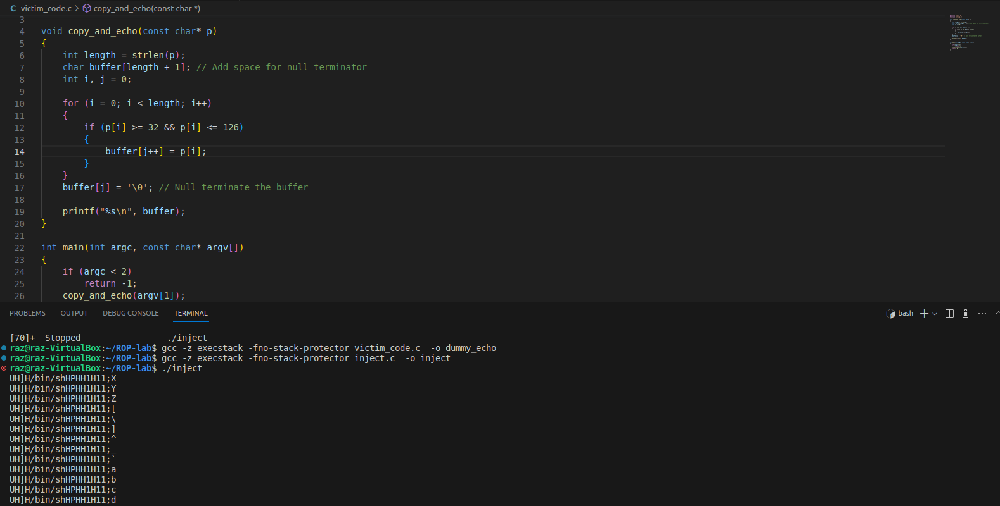 C victim_code.c > copy_and_echo(const char *)
3
4 void copy_and_echo(const char* p)
5 {
6     int length = strlen(p);
7     char buffer[length + 1]; // Add space for null terminator
8     int i, j = 0;
9
10     for (i = 0; i < length; i++)
11     {
12         if (p[i] >= 32 && p[i] <= 126)
13         {
14             buffer[j++] = p[i];
15         }
16     }
17     buffer[j] = '\0'; // Null terminate the buffer
18
19     printf("%s\n", buffer);
20 }
21
22 int main(int argc, const char* argv[])
23 {
24     if (argc < 2)
25         return -1;
26     copy_and_echo(argv[1]);
PROBLEMS OUTPUT DEBUG CONSOLE TERMINAL bash
[70]+  Stopped                 ./inject
raz@raz-VirtualBox:~/ROP-lab$ gcc -z execstack -fno-stack-protector victim_code.c  -o dummy_echo
raz@raz-VirtualBox:~/ROP-lab$ gcc -z execstack -fno-stack-protector inject.c  -o inject
raz@raz-VirtualBox:~/ROP-lab$ ./inject
UH]H/bin/shHPHH1H11;X
UH]H/bin/shHPHH1H11;Y
UH]H/bin/shHPHH1H11;Z
UH]H/bin/shHPHH1H11;[
UH]H/bin/shHPHH1H11;\
UH]H/bin/shHPHH1H11;]
UH]H/bin/shHPHH1H11;^
UH]H/bin/shHPHH1H11;_
UH]H/bin/shHPHH1H11;`
UH]H/bin/shHPHH1H11;a
UH]H/bin/shHPHH1H11;b
UH]H/bin/shHPHH1H11;c
UH]H/bin/shHPHH1H11;d